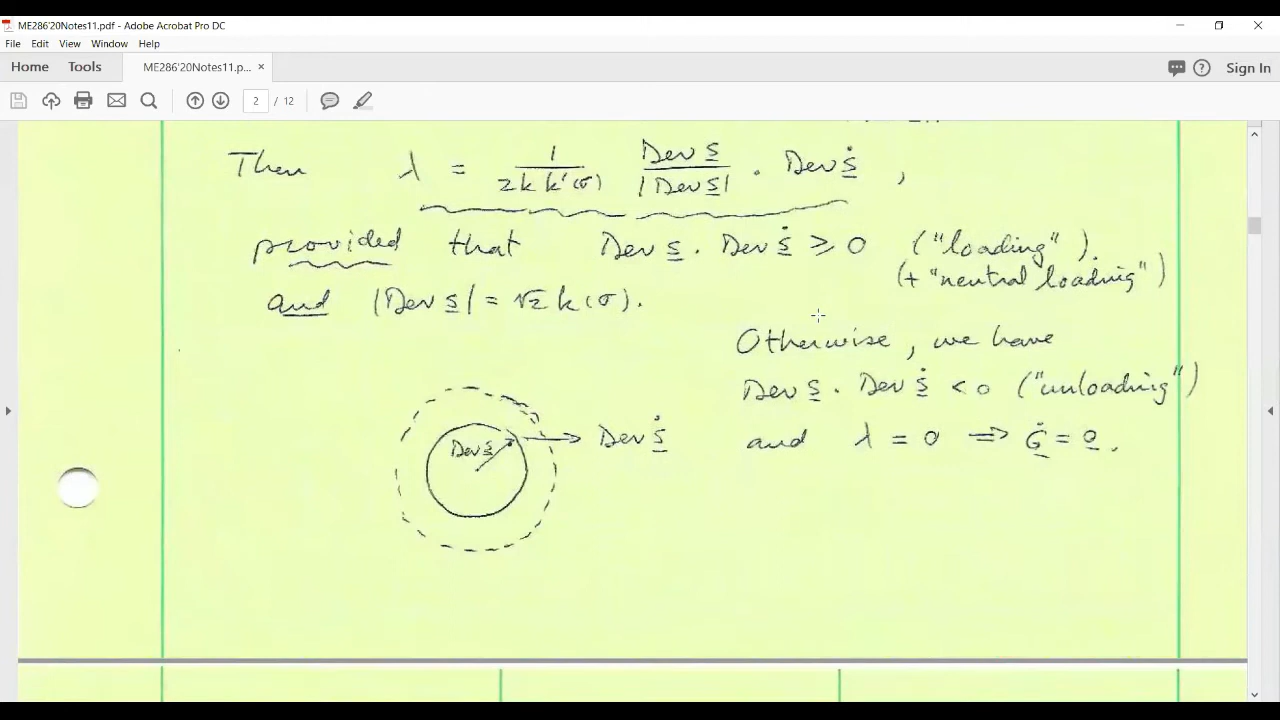 ME286'20Notes11.pdf - Adobe Acrobat Pro DC
File Edit View Window Help
Home Tools ME286'20Notes11.p... × Sign In
2 / 12
Then λ = 1/(2k k'(σ)) Dev S/|Dev S| · Dev Ṡ ,
provided that Dev S · Dev Ṡ ≥ 0 ("loading").
(+ "neutral loading")
and |Dev S| = √2 k(σ).
Otherwise, we have
Dev S · Dev Ṡ < 0 ("unloading")
and λ = 0 ⇒ Ġ = 0.
Dev S
Dev Ṡ